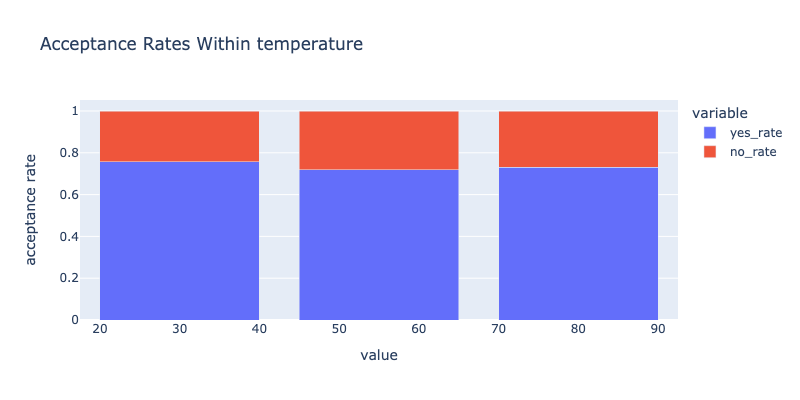 Acceptance Rates Within temperature
variable
yes_rate
no_rate
acceptance rate
1
0.8
0.6
0.4
0.2
0
20 30 40 50 60 70 80 90
value